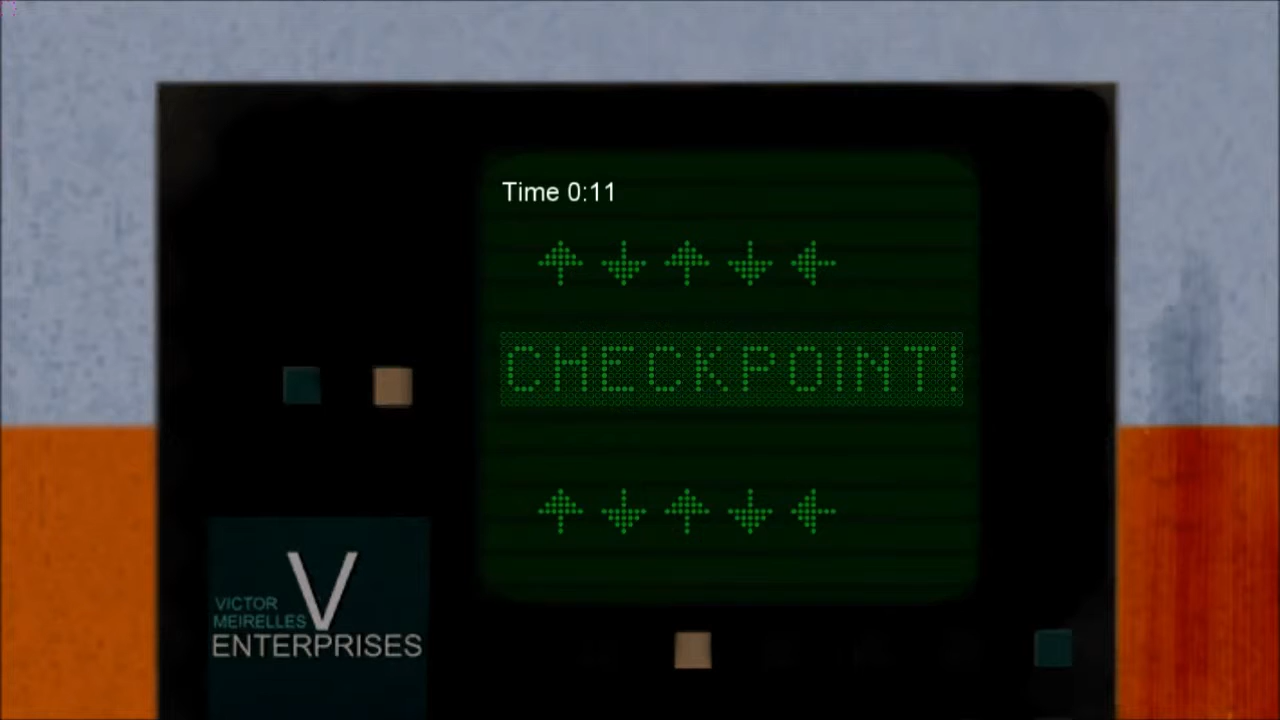 Time 0:11
↑ ↓ ↑ ↓ ←
CHECKPOINT!
↑ ↓ ↑ ↓ ←
V
VICTOR
MEIRELLES
ENTERPRISES